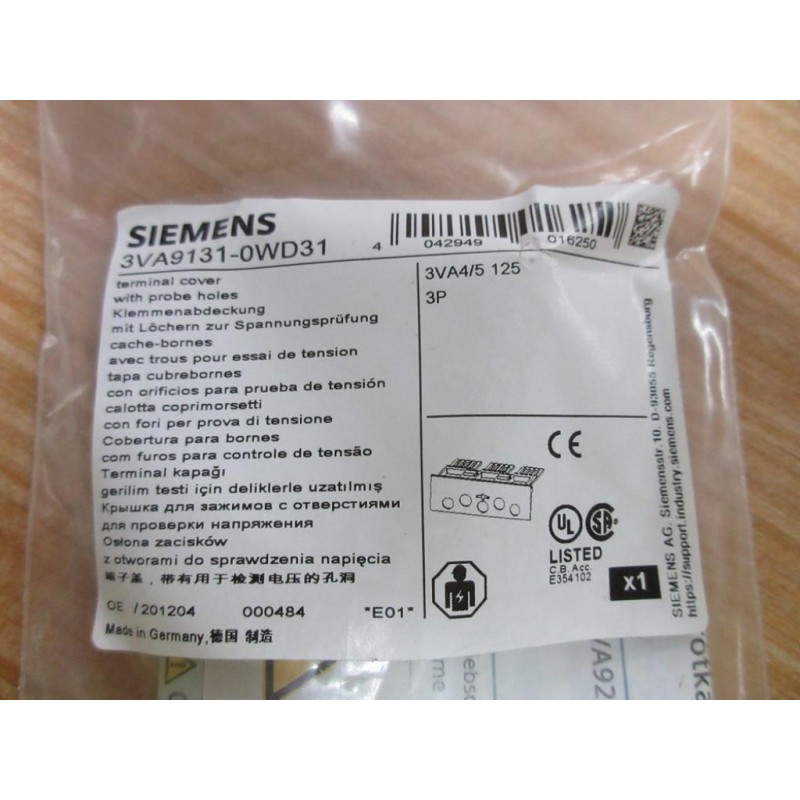 SIEMENS
3VA9131-0WD31
4 042949 016250
terminal cover
with probe holes
Klemmenabdeckung
mit Löchern zur Spannungsprüfung
cache-bornes
avec trous pour essai de tension
tapa cubrebornes
con orificios para prueba de tensión
calotta coprimorsetti
con fori per prova di tensione
Cobertura para bornes
com furos para controle de tensão
Terminal kapağı
gerilim testi için deliklerle uzatılmış
Крышка для зажимов с отверстиями
для проверки напряжения
Osłona zacisków
z otworami do sprawdzenia napięcia
端子盖，带有用于检测电压的孔洞
OE /201204 000484 *E01*
Made in Germany,德国 制造
3VA4/5 125
3P
CE
UL SA
LISTED
C.B. Acc.
E354102
x1
SIEMENS AG, Siemensstr. 10, D-93055 Regensburg
https://support.industry.siemens.com
VA92
me